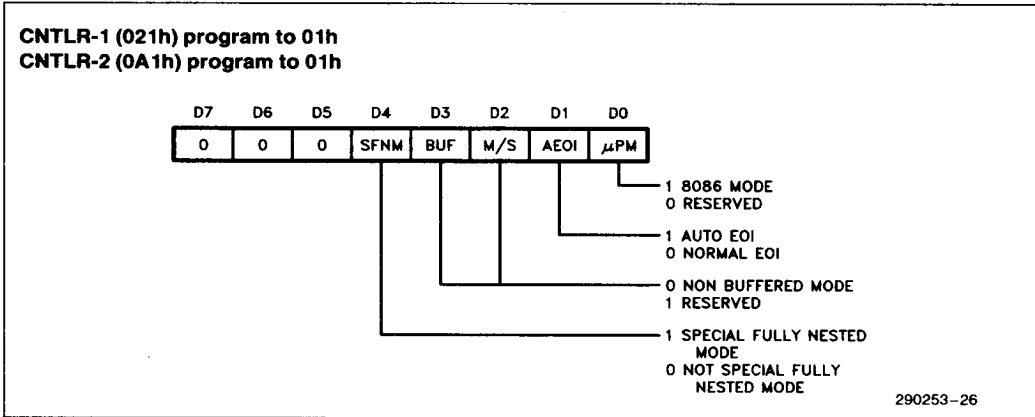 CNTLR-1 (021h) program to 01h
CNTLR-2 (0A1h) program to 01h
D7 D6 D5 D4 D3 D2 D1 D0
0 0 0 SFNM BUF M/S AEOI μPM
1 8086 MODE
0 RESERVED
1 AUTO EOI
0 NORMAL EOI
0 NON BUFFERED MODE
1 RESERVED
1 SPECIAL FULLY NESTED
MODE
0 NOT SPECIAL FULLY
NESTED MODE
290253-26